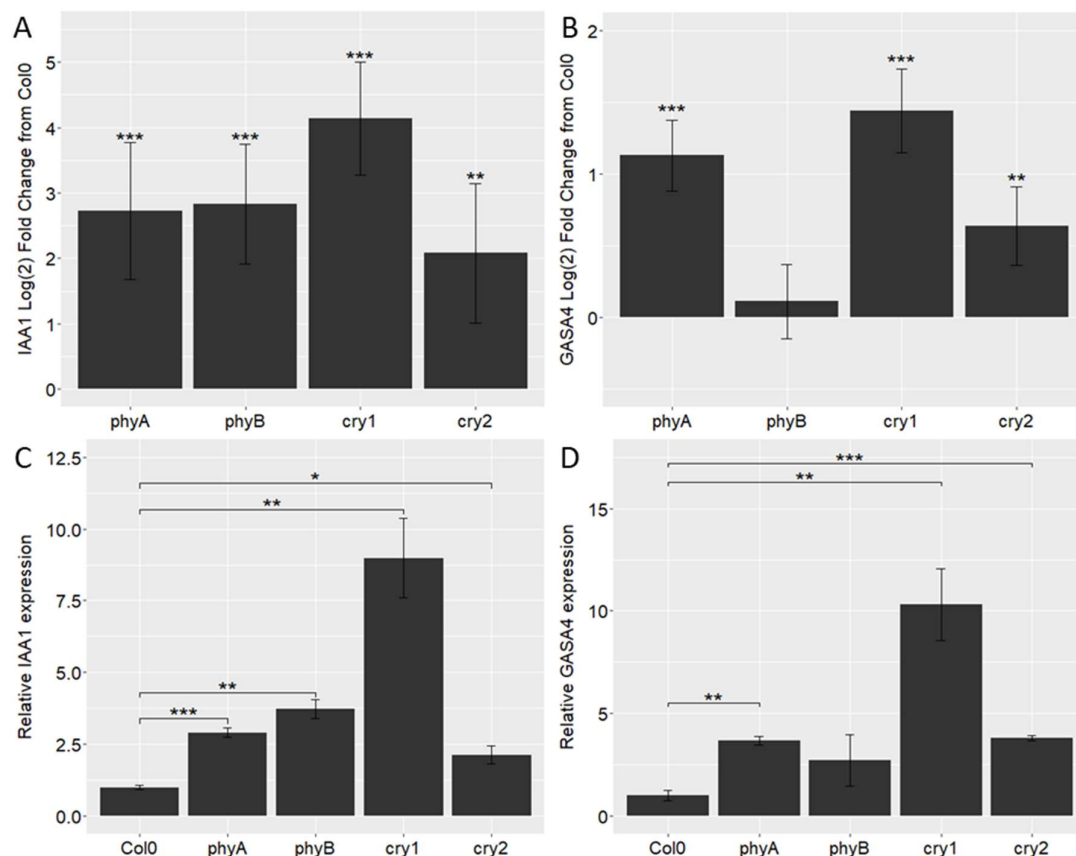 A
IAA1 Log(2) Fold Change from Col0
5
4
3
2
1
0
***
***
***
**
phyA phyB cry1 cry2
B
GASA4 Log(2) Fold Change from Col0
2
1
0
***
***
**
phyA phyB cry1 cry2
C
Relative IAA1 expression
12.5
10.0
7.5
5.0
2.5
0.0
*
**
**
***
Col0 phyA phyB cry1 cry2
D
Relative GASA4 expression
15
10
5
0
***
**
**
Col0 phyA phyB cry1 cry2